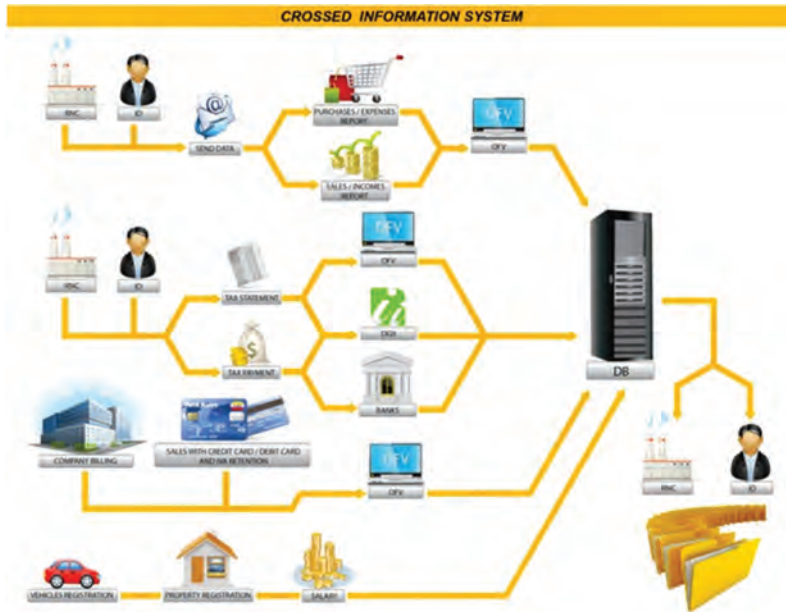 CROSSED INFORMATION SYSTEM
RNC
ID
SEND DATA
PURCHASES / EXPENSES
REPORT
SALES / INCOMES
REPORT
OFV
OFV
RNC
ID
TAX STATEMENT
TAX PAYMENT
OFV
OFV
DGII
BANKS
DB
COMPANY BILLING
SALES WITH CREDIT CARD / DEBIT CARD
AND IVA RETENTION
OFV
OFV
RNC
ID
VEHICLES REGISTRATION
PROPERTY REGISTRATION
SALARY